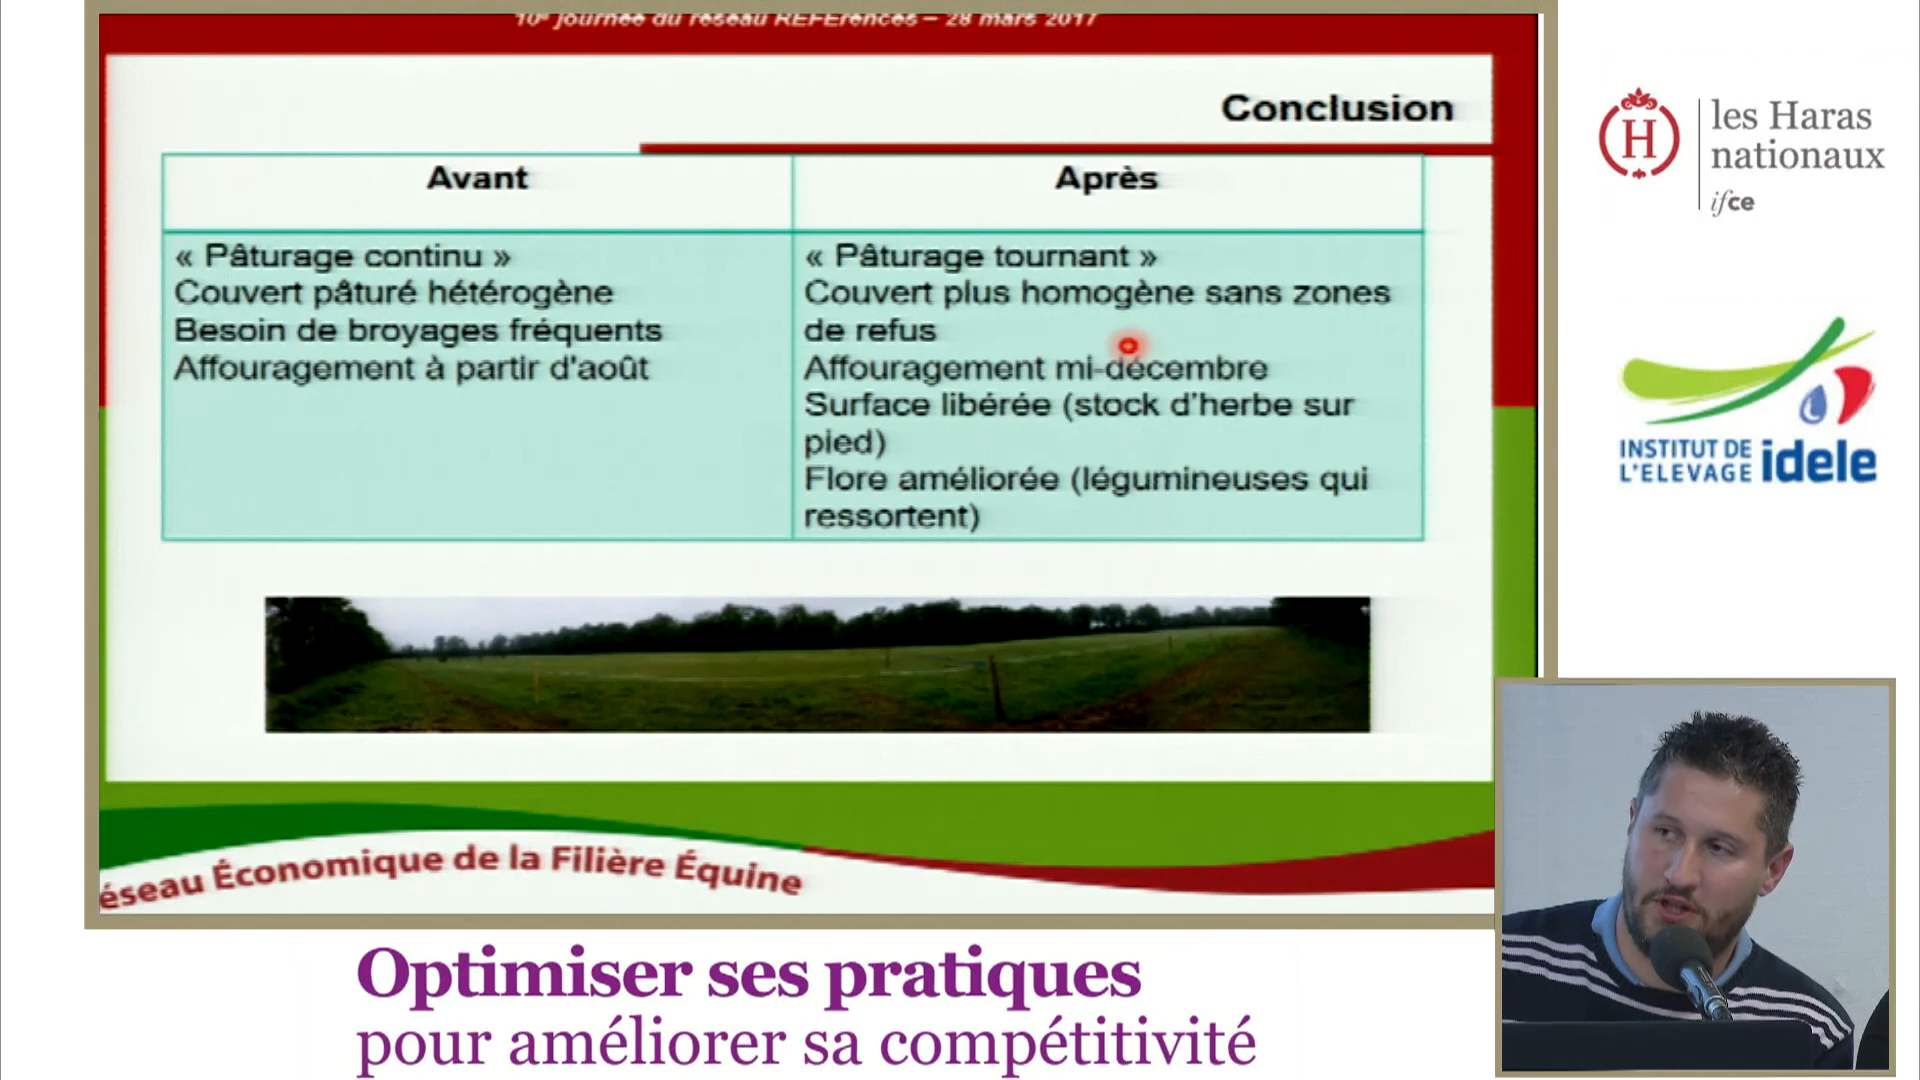 10e journée du réseau REFErences – 28 mars 2017
Conclusion
Avant
Après
« Pâturage continu »
Couvert pâturé hétérogène
Besoin de broyages fréquents
Affouragement à partir d'août
« Pâturage tournant »
Couvert plus homogène sans zones
de refus
Affouragement mi-décembre
Surface libérée (stock d'herbe sur
pied)
Flore améliorée (légumineuses qui
ressortent)
éseau Économique de la Filière Équine
Optimiser ses pratiques
pour améliorer sa compétitivité
H
les Haras
nationaux
ifce
INSTITUT DE
L'ELEVAGE idele